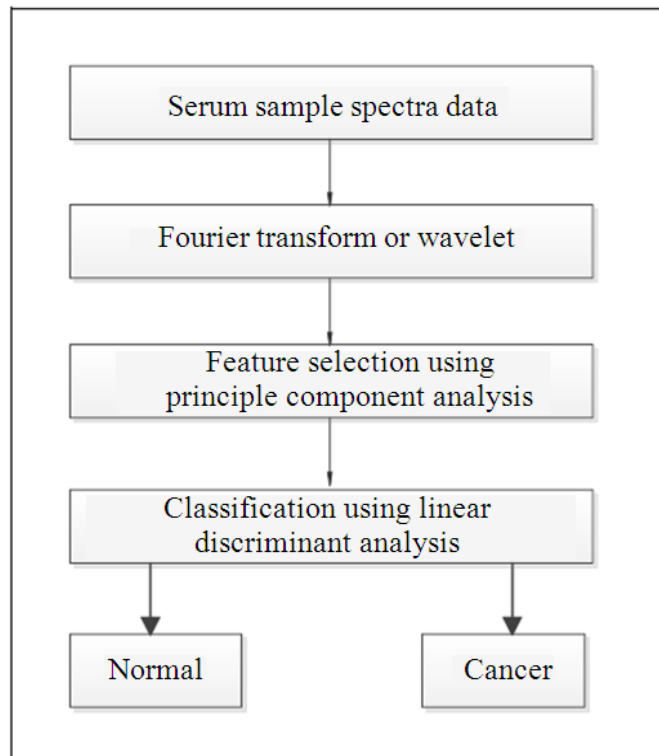 Serum sample spectra data
Fourier transform or wavelet
Feature selection using
principle component analysis
Classification using linear
discriminant analysis
Normal
Cancer